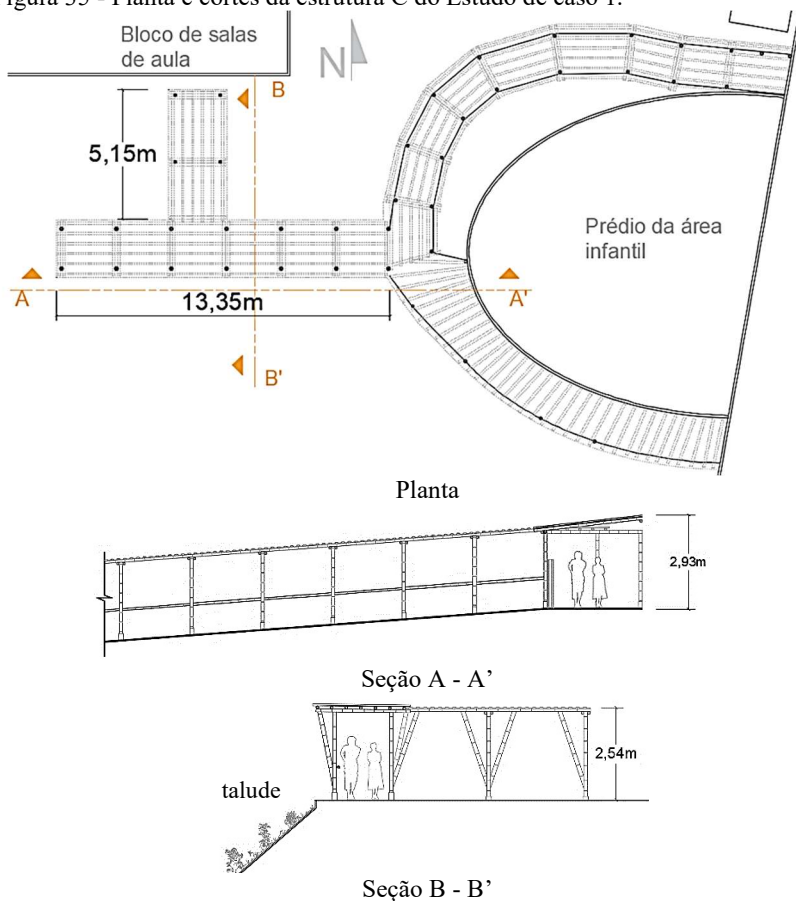 Figura 35 - Planta e cortes da estrutura C do Estudo de caso 1.
Bloco de salas
de aula
N
B
5,15m
Prédio da área
infantil
A
A'
13,35m
B'
Planta
2,93m
Seção A - A’
2,54m
talude
Seção B - B’